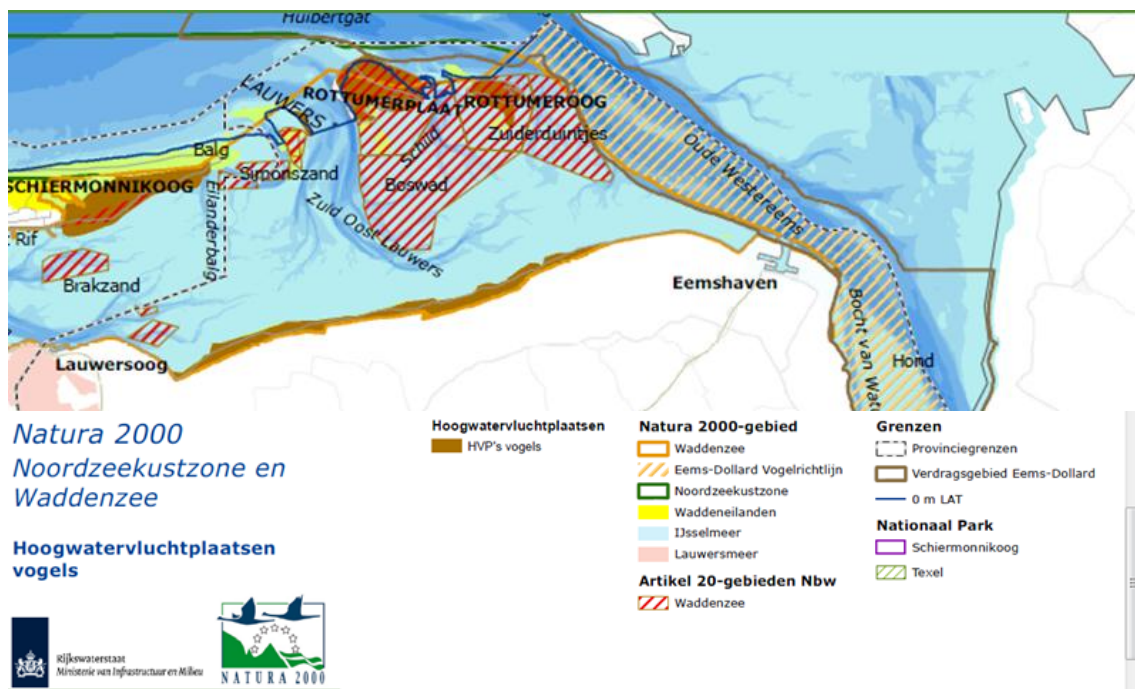 Huibertgat
LAUWERS
ROTTUMERPLAAT
ROTTUMEROOG
Zuiderduintjes
Schild
Balg
Simonszand
Boswad
Oude Westereems
SCHIERMONNIKOOG
Eilanderbalg
Zuid Oost Lauwers
Rif
Brakzand
Eemshaven
Bocht van Wat
Hond
Lauwersoog
Natura 2000
Noordzeekustzone en
Waddenzee
Hoogwatervluchtplaatsen
vogels
Rijkswaterstaat
Ministerie van Infrastructuur en Milieu
NATURA 2000
Hoogwatervluchtplaatsen
HVP's vogels
Natura 2000-gebied
Waddenzee
Eems-Dollard Vogelrichtlijn
Noordzeekustzone
Waddeneilanden
IJsselmeer
Lauwersmeer
Artikel 20-gebieden Nbw
Waddenzee
Grenzen
Provinciegrenzen
Verdragsgebied Eems-Dollard
0 m LAT
Nationaal Park
Schiermonnikoog
Texel